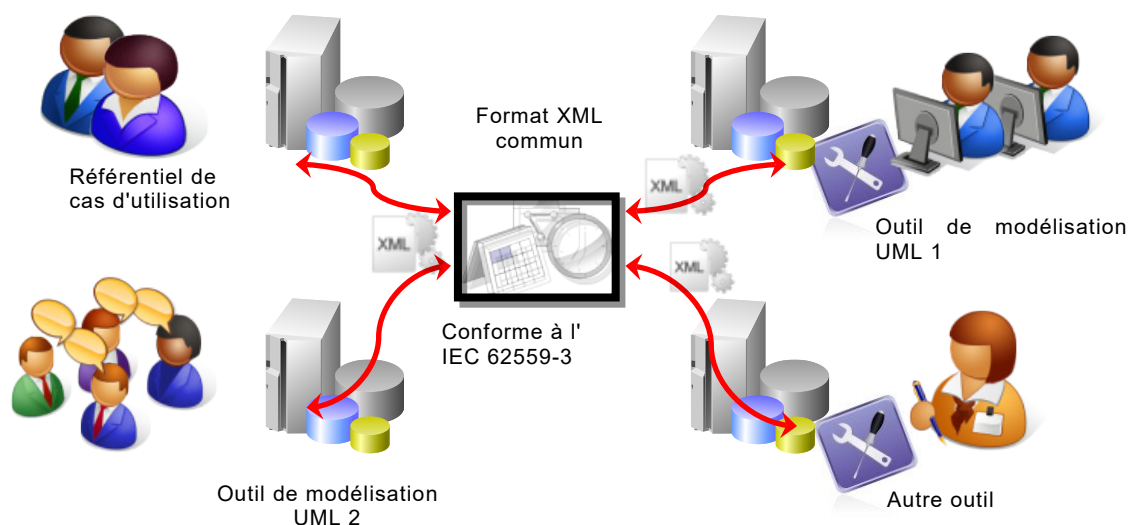 Format XML
commun
Référentiel de
cas d'utilisation
XML
XML
Outil de modélisation
UML 1
XML
Conforme à l'
IEC 62559-3
Outil de modélisation
UML 2
Autre outil